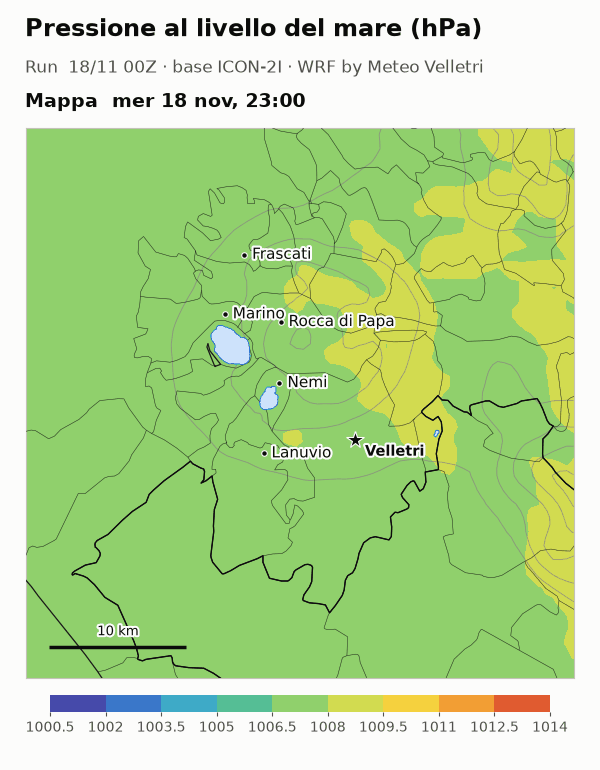 Pressione al livello del mare (hPa)
Run  18/11 00Z · base ICON-2I · WRF by Meteo Velletri
Mappa  mer 18 nov, 23:00
Frascati
Marino
Rocca di Papa
Nemi
Velletri
Lanuvio
10 km
1000.5 1002 1003.5 1005 1006.5 1008 1009.5 1011 1012.5 1014